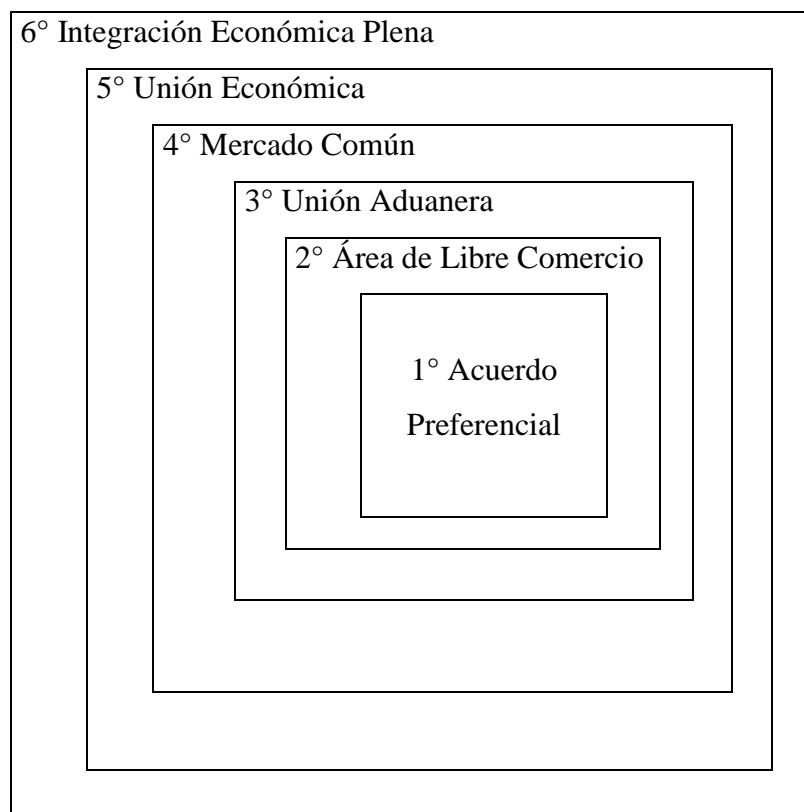 6° Integración Económica Plena
5° Unión Económica
4° Mercado Común
3° Unión Aduanera
2° Área de Libre Comercio
1° Acuerdo
Preferencial